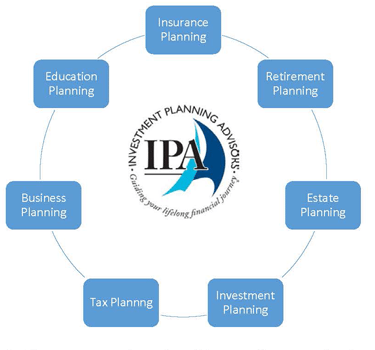 Insurance
Planning
Retirement
Planning
Estate
Planning
Investment
Planning
Tax Plannng
Business
Planning
Education
Planning
• INVESTMENT PLANNING ADVISORS •
IPA
Guiding your lifelong financial journey